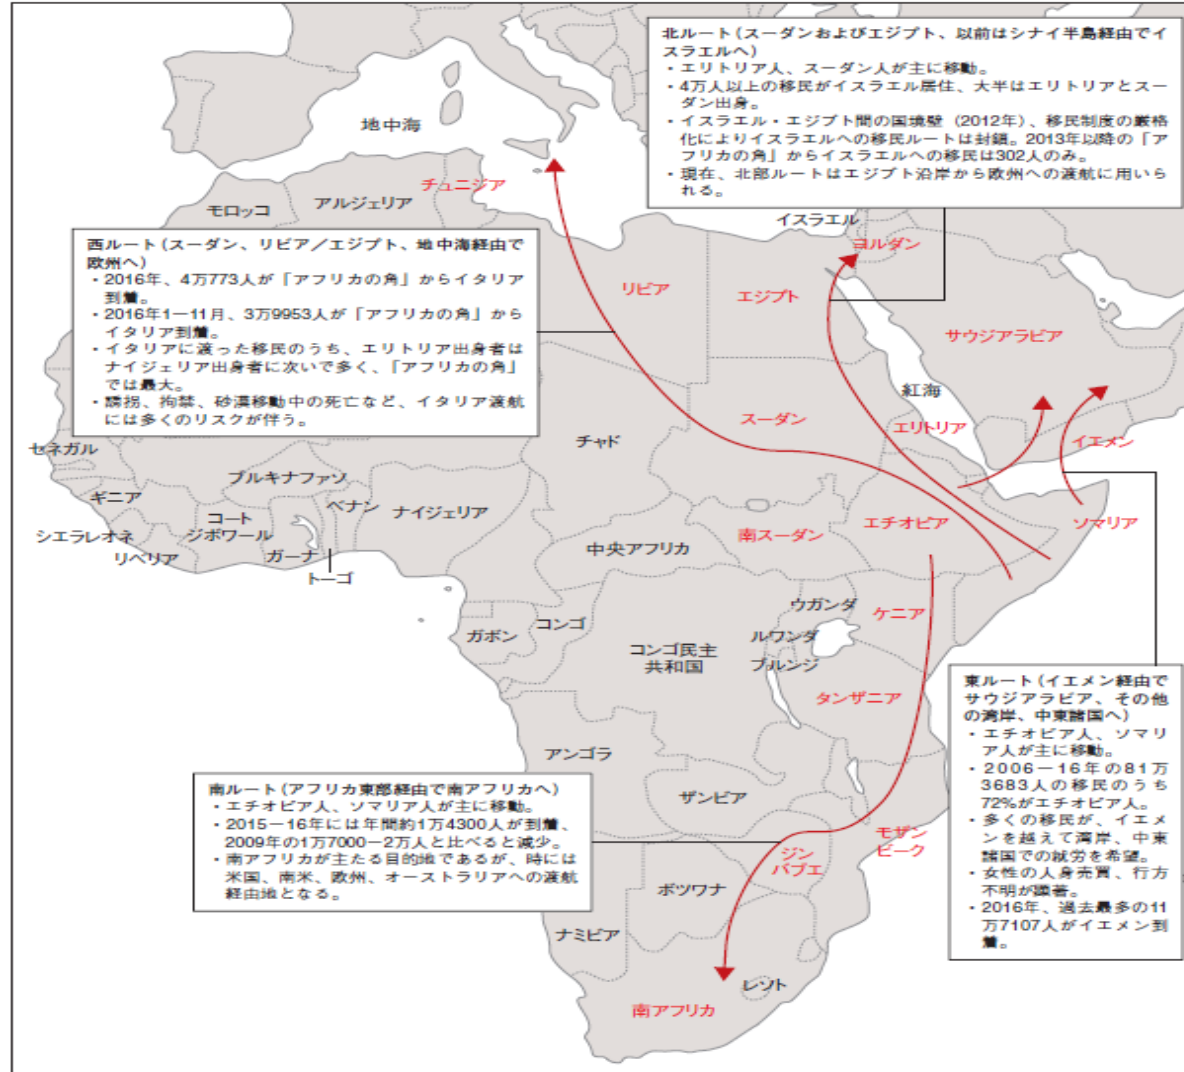 北ルート(スーダンおよびエジプト、以前はシナイ半島経由でイ
スラエルへ)
・エリトリア人、スーダン人が主に移動。
・4万人以上の移民がイスラエル居住、大半はエリトリアとスー
ダン出身。
・イスラエル・エジプト間の国境壁(2012年)、移民制度の厳格
化によりイスラエルへの移民ルートは封鎖。2013年以降の「ア
フリカの角」からイスラエルへの移民は302人のみ。
・現在、北部ルートはエジプト沿岸から欧州への渡航に用いら
れる。
地中海
チュニジア
アルジェリア
モロッコ
イスラエル
ヨルダン
西ルート(スーダン、リビア/エジプト、地中海経由で
欧州へ)
・2016年、4万773人が「アフリカの角」からイタリア
到着。
・2016年1―11月、3万9953人が「アフリカの角」から
イタリア到着。
・イタリアに渡った移民のうち、エリトリア出身者は
ナイジェリア出身者に次いで多く、「アフリカの角」
では最大。
・誘拐、拘禁、砂漠移動中の死亡など、イタリア渡航
には多くのリスクが伴う。
リビア
エジプト
サウジアラビア
紅海
スーダン
エリトリア
イエメン
チャド
セネガル
ブルキナファソ
ギニア
ベナン
ナイジェリア
コート
ジボワール
シエラレオネ
リベリア
ガーナ
トーゴ
中央アフリカ
南スーダン
エチオピア
ソマリア
ウガンダ
ケニア
ガボン
コンゴ
ルワンダ
コンゴ民主
共和国
ブルンジ
タンザニア
東ルート(イエメン経由で
サウジアラビア、その他
の湾岸、中東諸国へ)
・エチオピア人、ソマリ
ア人が主に移動。
・2006―16年の81万
3683人の移民のうち
72%がエチオピア人。
・多くの移民が、イエメ
ンを越えて湾岸、中東
諸国での就労を希望。
・女性の人身売買、行方
不明が顕著。
・2016年、過去最多の11
万7107人がイエメン到
着。
アンゴラ
ザンビア
南ルート(アフリカ東部経由で南アフリカへ)
・エチオピア人、ソマリア人が主に移動。
・2015―16年には年間約1万4300人が到着、
2009年の1万7000―2万人と比べると減少。
・南アフリカが主たる目的地であるが、時には
米国、南米、欧州、オーストラリアへの渡航
経由地となる。
モザン
ビーク
ジン
バブエ
ボツワナ
ナミビア
レソト
南アフリカ